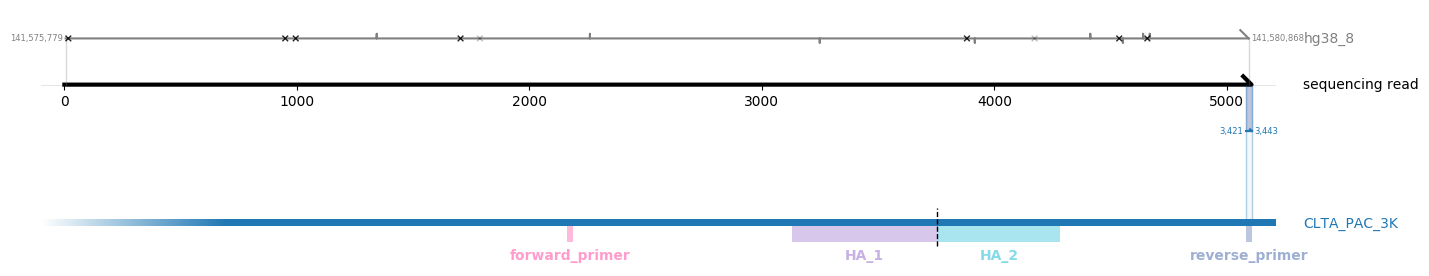 141,575,779 141,580,868 hg38_8
sequencing read
0 1000 2000 3000 4000 5000
3,421 3,443
CLTA_PAC_3K
forward_primer HA_1 HA_2 reverse_primer